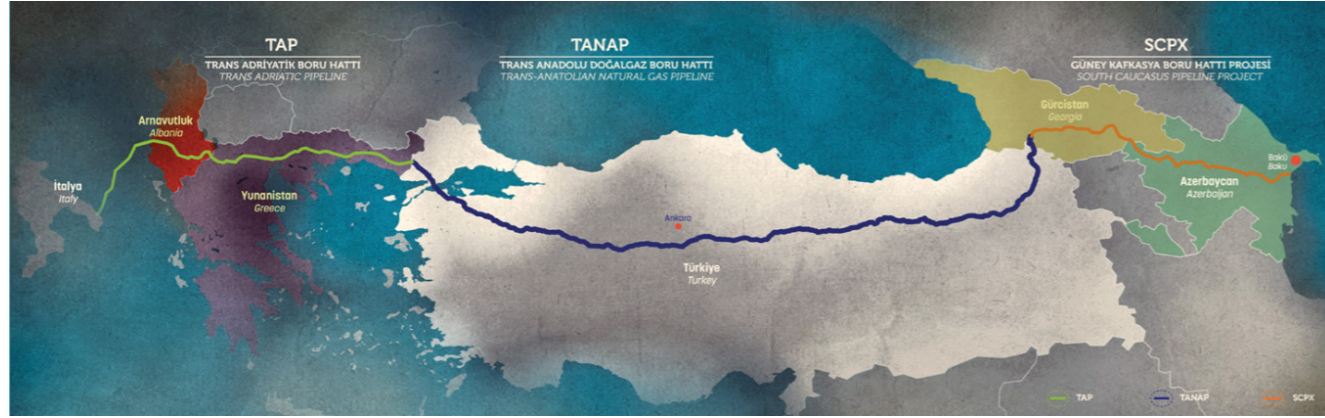 TAP
TRANS ADRİYATİK BORU HATTI
TRANS ADRIATIC PIPELINE
TANAP
TRANS ANADOLU DOĞALGAZ BORU HATTI
TRANS-ANATOLIAN NATURAL GAS PIPELINE
SCPX
GÜNEY KAFKASYA BORU HATTI PROJESİ
SOUTH CAUCASUS PIPELINE PROJECT
Arnavutluk
Albania
İtalya
Italy
Yunanistan
Greece
Ankara
Türkiye
Turkey
Gürcistan
Georgia
Azerbaycan
Azerbaijan
Bakü
Baku
TAP
TANAP
SCPX